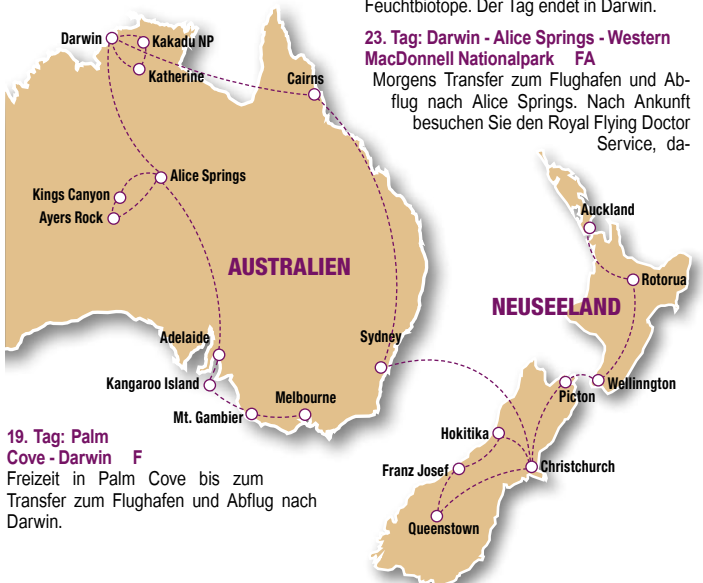 Feuchtbiotope. Der Tag endet in Darwin.
23. Tag: Darwin - Alice Springs - Western
MacDonnell Nationalpark FA
Morgens Transfer zum Flughafen und Ab-
flug nach Alice Springs. Nach Ankunft
besuchen Sie den Royal Flying Doctor
Service, da-
Darwin
Kakadu NP
Katherine
Cairns
Alice Springs
Kings Canyon
Ayers Rock
AUSTRALIEN
Adelaide
Sydney
Kangaroo Island
Melbourne
Mt. Gambier
Auckland
Rotorua
NEUSEELAND
Wellinngton
Picton
Hokitika
Franz Josef
Christchurch
Queenstown
19. Tag: Palm
Cove - Darwin F
Freizeit in Palm Cove bis zum
Transfer zum Flughafen und Abflug nach
Darwin.